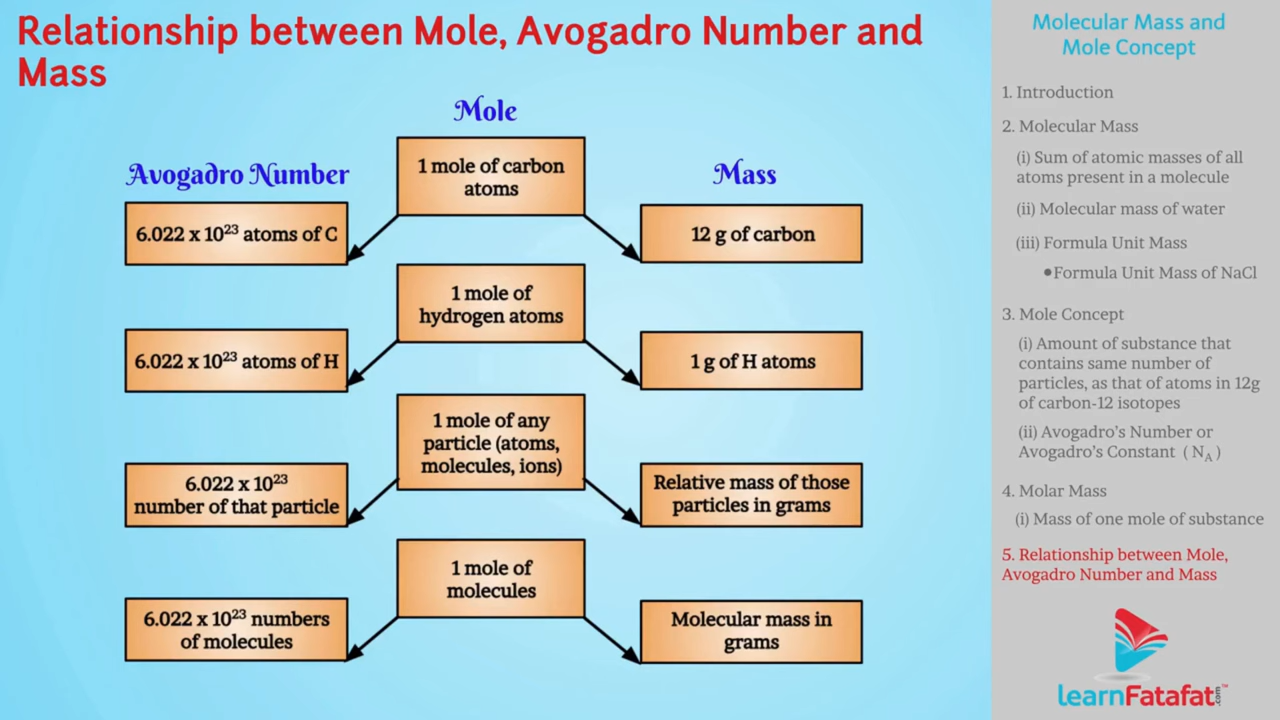 Relationship between Mole, Avogadro Number and
Mass
Mole
Avogadro Number
Mass
1 mole of carbon
atoms
6.022 x 10²³ atoms of C
12 g of carbon
1 mole of
hydrogen atoms
6.022 x 10²³ atoms of H
1 g of H atoms
1 mole of any
particle (atoms,
molecules, ions)
6.022 x 10²³
number of that particle
Relative mass of those
particles in grams
1 mole of
molecules
6.022 x 10²³ numbers
of molecules
Molecular mass in
grams
Molecular Mass and
Mole Concept
1. Introduction
2. Molecular Mass
(i) Sum of atomic masses of all
atoms present in a molecule
(ii) Molecular mass of water
(iii) Formula Unit Mass
•Formula Unit Mass of NaCl
3. Mole Concept
(i) Amount of substance that
contains same number of
particles, as that of atoms in 12g
of carbon-12 isotopes
(ii) Avogadro's Number or
Avogadro's Constant ( N_A )
4. Molar Mass
(i) Mass of one mole of substance
5. Relationship between Mole,
Avogadro Number and Mass
learnFatafat.com™